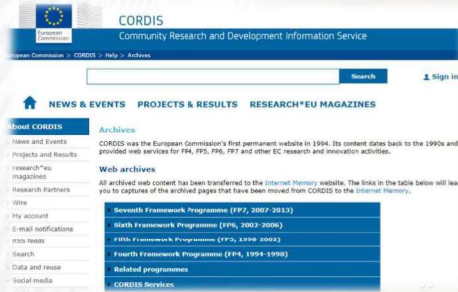 European
Commission
CORDIS
Community Research and Development Information Service
European Commission > CORDIS > Help > Archives
Search
Sign in
NEWS & EVENTS PROJECTS & RESULTS RESEARCH*EU MAGAZINES
About CORDIS
News and Events
Projects and Results
research*eu
magazines
Research Partners
Wire
My account
E-mail notifications
RSS feeds
Search
Data and reuse
Social media
Archives
CORDIS was the European Commission's first permanent website in 1994. Its content dates back to the 1990s and
provided web services for FP4, FP5, FP6, FP7 and other EC research and innovation activities.
Web archives
All archived web content has been transferred to the Internet Memory website. The links in the table below will lea
you to captures of the archived pages that have been moved from CORDIS to the Internet Memory.
Seventh Framework Programme (FP7, 2007-2013)
Sixth Framework Programme (FP6, 2002-2006)
Fifth Framework Programme (FP5, 1998-2002)
Fourth Framework Programme (FP4, 1994-1998)
Related programmes
CORDIS Services